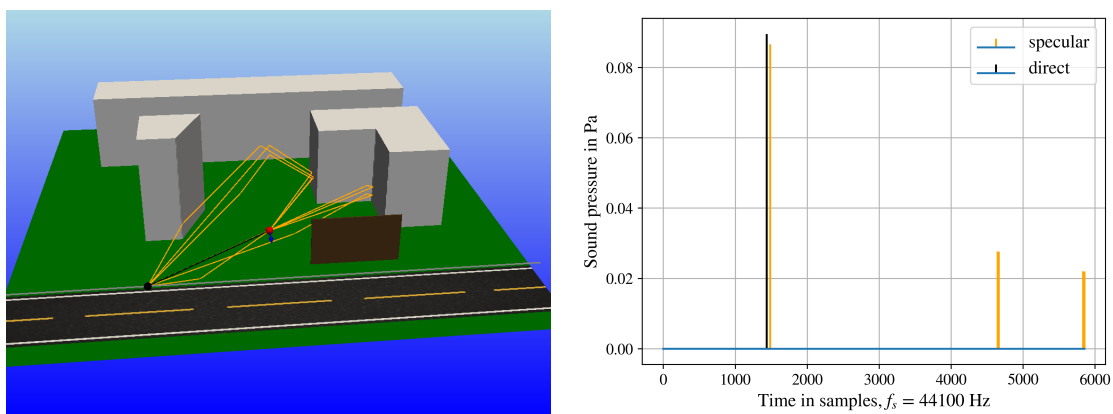 specular
direct
0.08
0.06
0.04
0.02
0.00
Sound pressure in Pa
0 1000 2000 3000 4000 5000 6000
Time in samples, fₛ = 44100 Hz